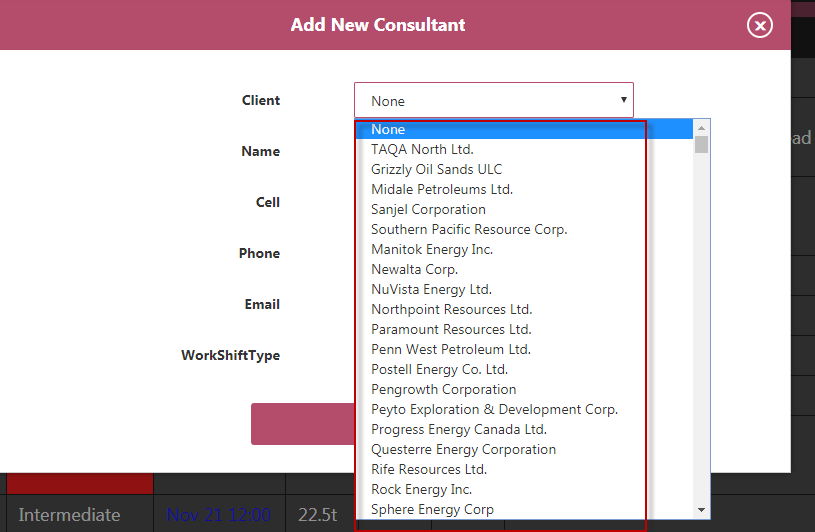 Add New Consultant
Client
None
None
TAQA North Ltd.
Grizzly Oil Sands ULC
Midale Petroleums Ltd.
Name
Sanjel Corporation
Cell
Southern Pacific Resource Corp.
Manitok Energy Inc.
Phone
Newalta Corp.
NuVista Energy Ltd.
Email
Northpoint Resources Ltd.
Paramount Resources Ltd.
Penn West Petroleum Ltd.
WorkShiftType
Postell Energy Co. Ltd.
Pengrowth Corporation
Peyto Exploration & Development Corp.
Progress Energy Canada Ltd.
Questerre Energy Corporation
Rife Resources Ltd.
Rock Energy Inc.
Sphere Energy Corp
ad
Intermediate Nov 21 12:00 22.5t